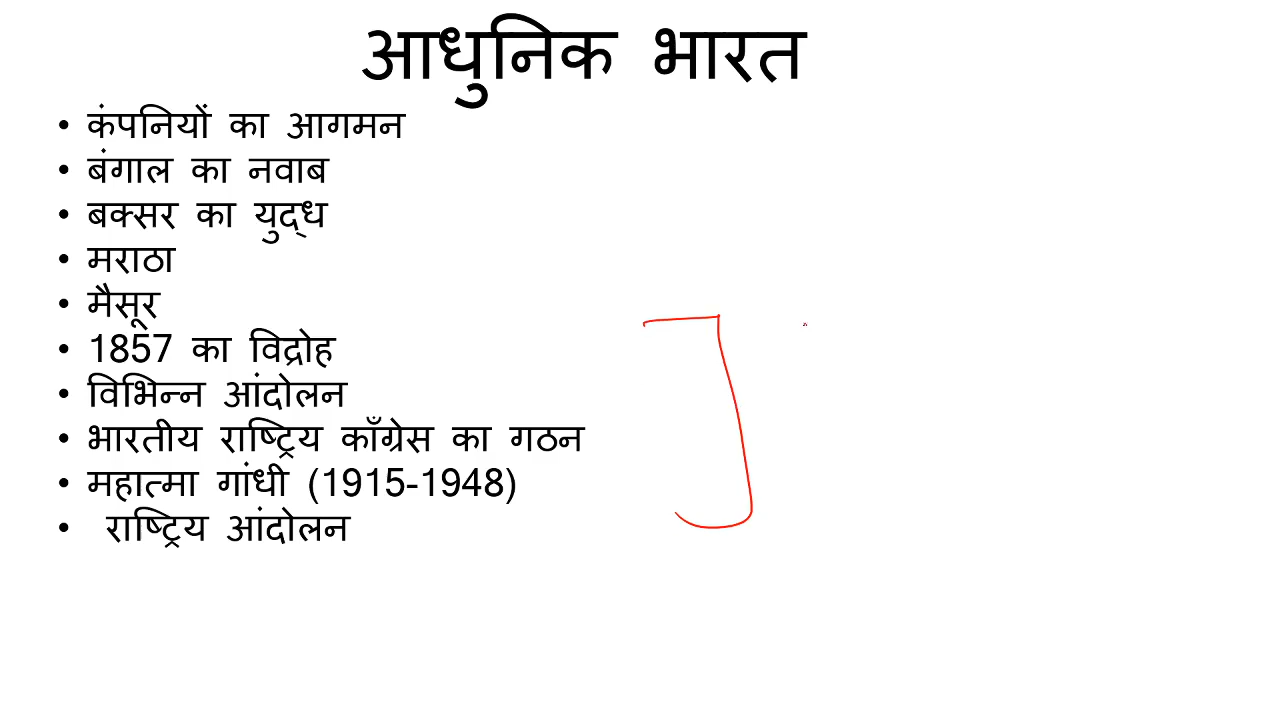 आधुनिक भारत
• कंपनियों का आगमन
• बंगाल का नवाब
• बक्सर का युद्ध
• मराठा
• मैसूर
• 1857 का विद्रोह
• विभिन्न आंदोलन
• भारतीय राष्ट्रिय काँग्रेस का गठन
• महात्मा गांधी (1915-1948)
• राष्ट्रिय आंदोलन